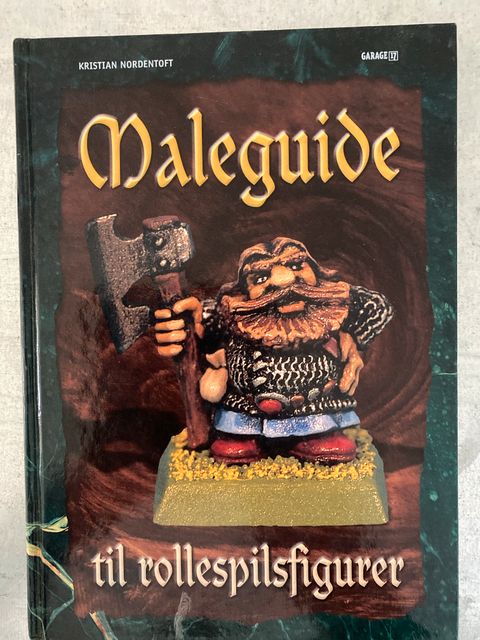 KRISTIAN NORDENTOFT
GARAGE 17
Maleguide
til rollespilsfigurer